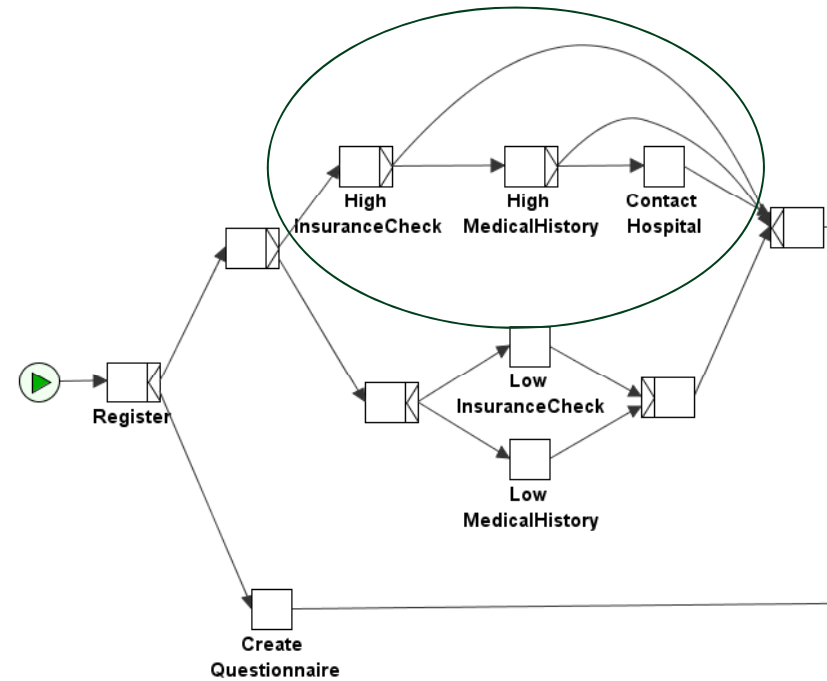 High
InsuranceCheck
High
MedicalHistory
Contact
Hospital
Register
Low
InsuranceCheck
Low
MedicalHistory
Create
Questionnaire